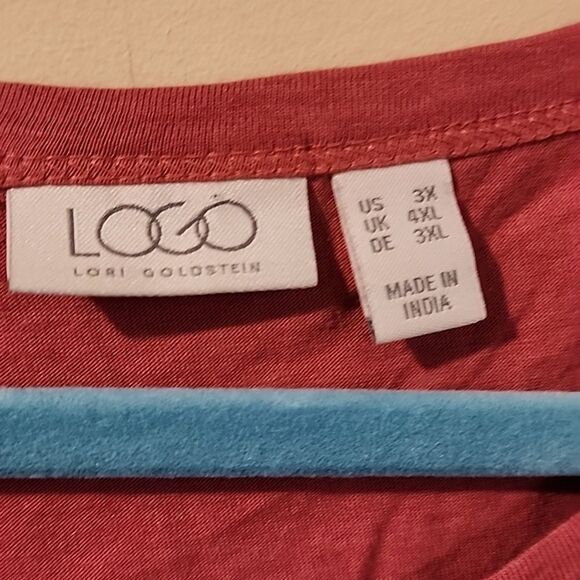 LOGO
LORI GOLDSTEIN
US 3X
UK 4XL
DE 3XL
MADE IN
INDIA